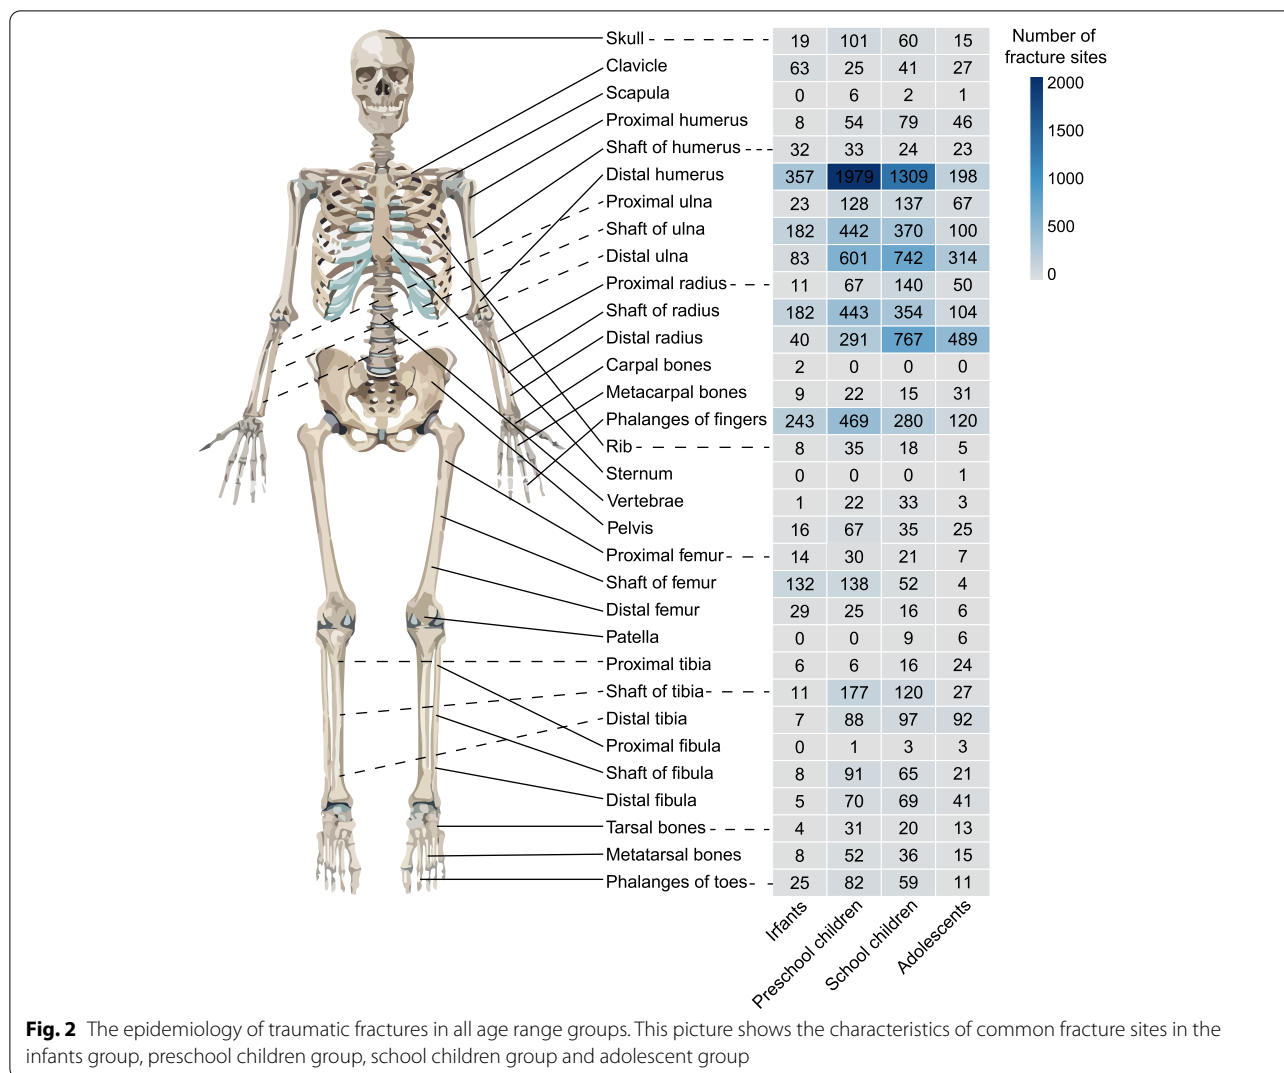 Skull 19 101 60 15
Clavicle 63 25 41 27
Scapula 0 6 2 1
Proximal humerus 8 54 79 46
Shaft of humerus 32 33 24 23
Distal humerus 357 1979 1309 198
Proximal ulna 23 128 137 67
Shaft of ulna 182 442 370 100
Distal ulna 83 601 742 314
Proximal radius 11 67 140 50
Shaft of radius 182 443 354 104
Distal radius 40 291 767 489
Carpal bones 2 0 0 0
Metacarpal bones 9 22 15 31
Phalanges of fingers 243 469 280 120
Rib 8 35 18 5
Sternum 0 0 0 1
Vertebrae 1 22 33 3
Pelvis 16 67 35 25
Proximal femur 14 30 21 7
Shaft of femur 132 138 52 4
Distal femur 29 25 16 6
Patella 0 0 9 6
Proximal tibia 6 6 16 24
Shaft of tibia 11 177 120 27
Distal tibia 7 88 97 92
Proximal fibula 0 1 3 3
Shaft of fibula 8 91 65 21
Distal fibula 5 70 69 41
Tarsal bones 4 31 20 13
Metatarsal bones 8 52 36 15
Phalanges of toes 25 82 59 11
Irfants
Preschool children
School children
Adolescents
Number of
fracture sites
2000
1500
1000
500
0
Fig. 2 The epidemiology of traumatic fractures in all age range groups. This picture shows the characteristics of common fracture sites in the
infants group, preschool children group, school children group and adolescent group